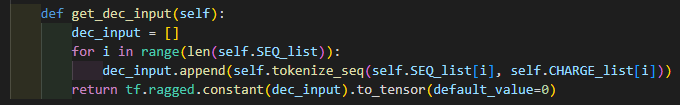 def get_dec_input(self):
dec_input = []
for i in range(len(self.SEQ_list)):
dec_input.append(self.tokenize_seq(self.SEQ_list[i], self.CHARGE_list[i]))
return tf.ragged.constant(dec_input).to_tensor(default_value=0)